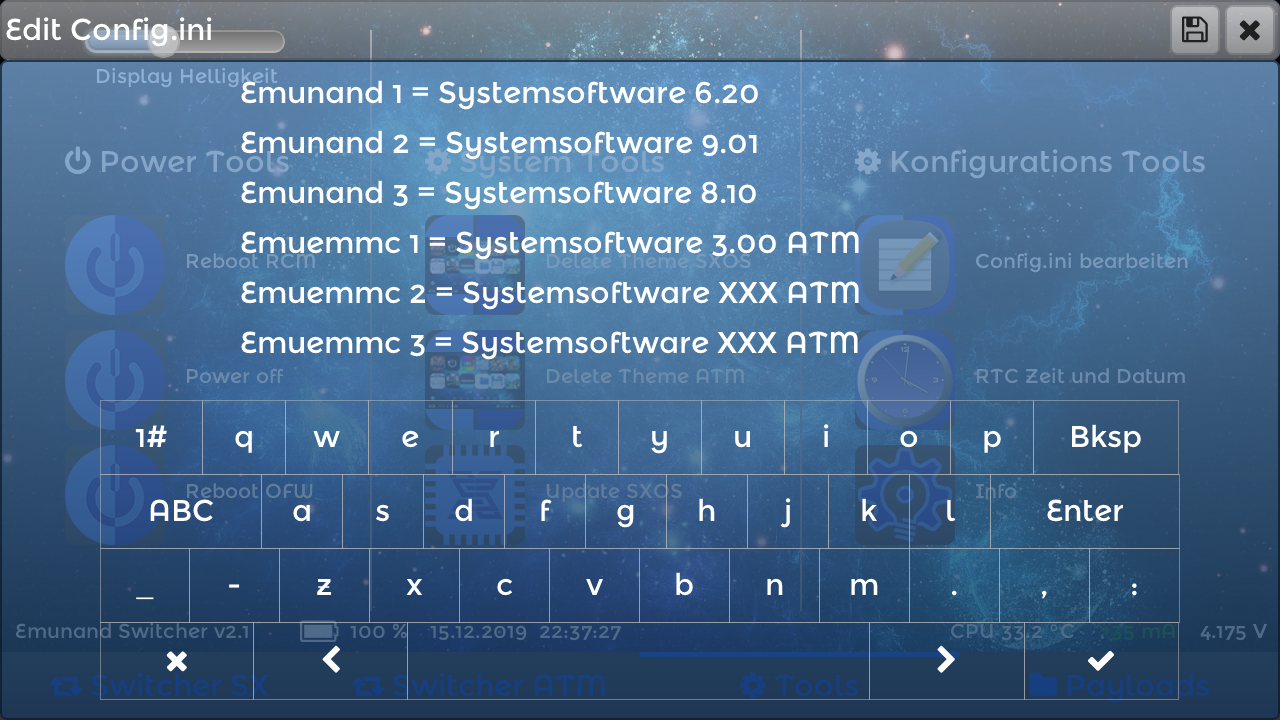 Edit Config.ini
Display Helligkeit
Emunand 1 = Systemsoftware 6.20
Emunand 2 = Systemsoftware 9.01
Power Tools
System Tools
Konfigurations Tools
Emunand 3 = Systemsoftware 8.10
Emuemmc 1 = Systemsoftware 3.00 ATM
Reboot RCM
Delete Theme SXOS
Config.ini bearbeiten
Emuemmc 2 = Systemsoftware XXX ATM
Emuemmc 3 = Systemsoftware XXX ATM
Power off
Delete Theme ATM
RTC Zeit und Datum
1# q w e r t y u i o p Bksp
Reboot OFW
Update SXOS
Info
ABC a s d f g h j k l Enter
_ - z x c v b n m . , :
Emunand Switcher v2.1 100 % 15.12.2019 22:37:27 CPU 33.2 °C +35 mA 4.175 V
Switcher SX Switcher ATM Tools Payloads